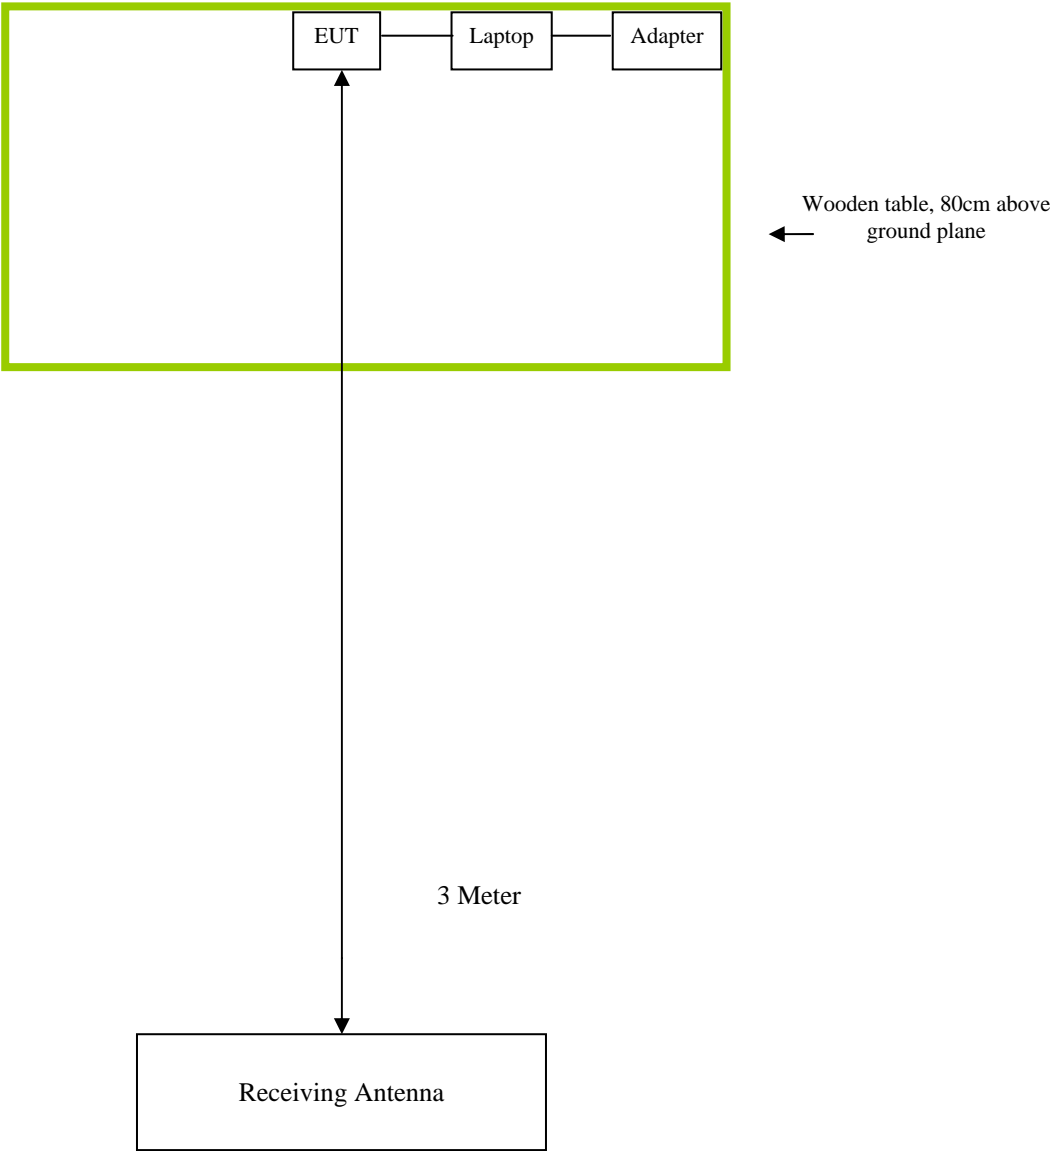 EUT
Laptop
Adapter
Wooden table, 80cm above
ground plane
3 Meter
Receiving Antenna